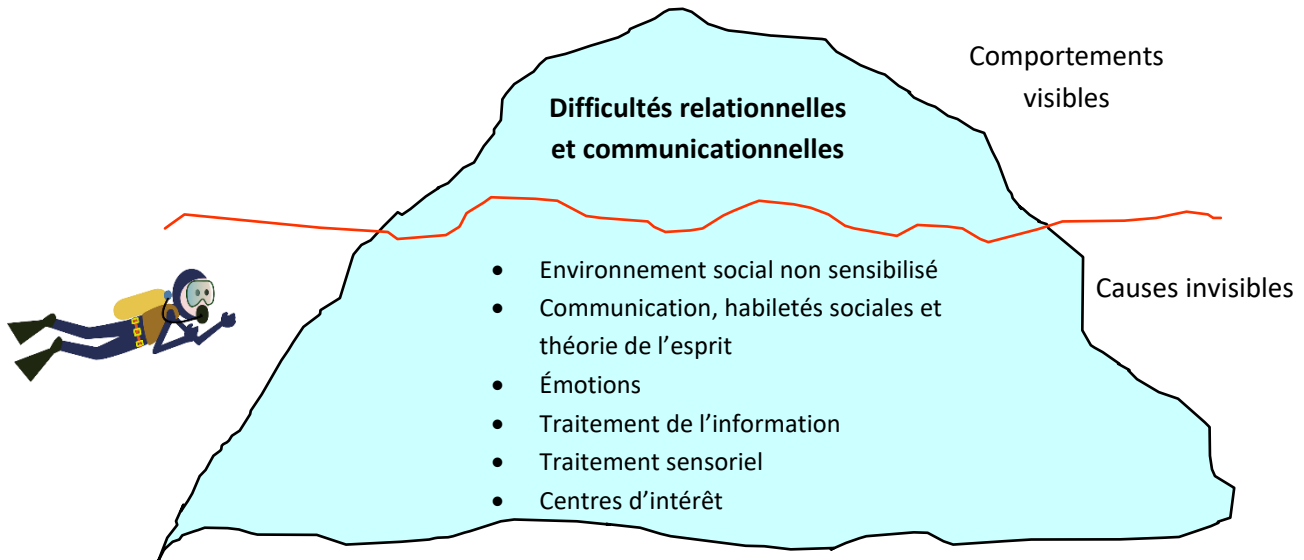 Comportements
visibles
Difficultés relationnelles
et communicationnelles
• Environnement social non sensibilisé
• Communication, habiletés sociales et
théorie de l’esprit
• Émotions
• Traitement de l’information
• Traitement sensoriel
• Centres d’intérêt
Causes invisibles